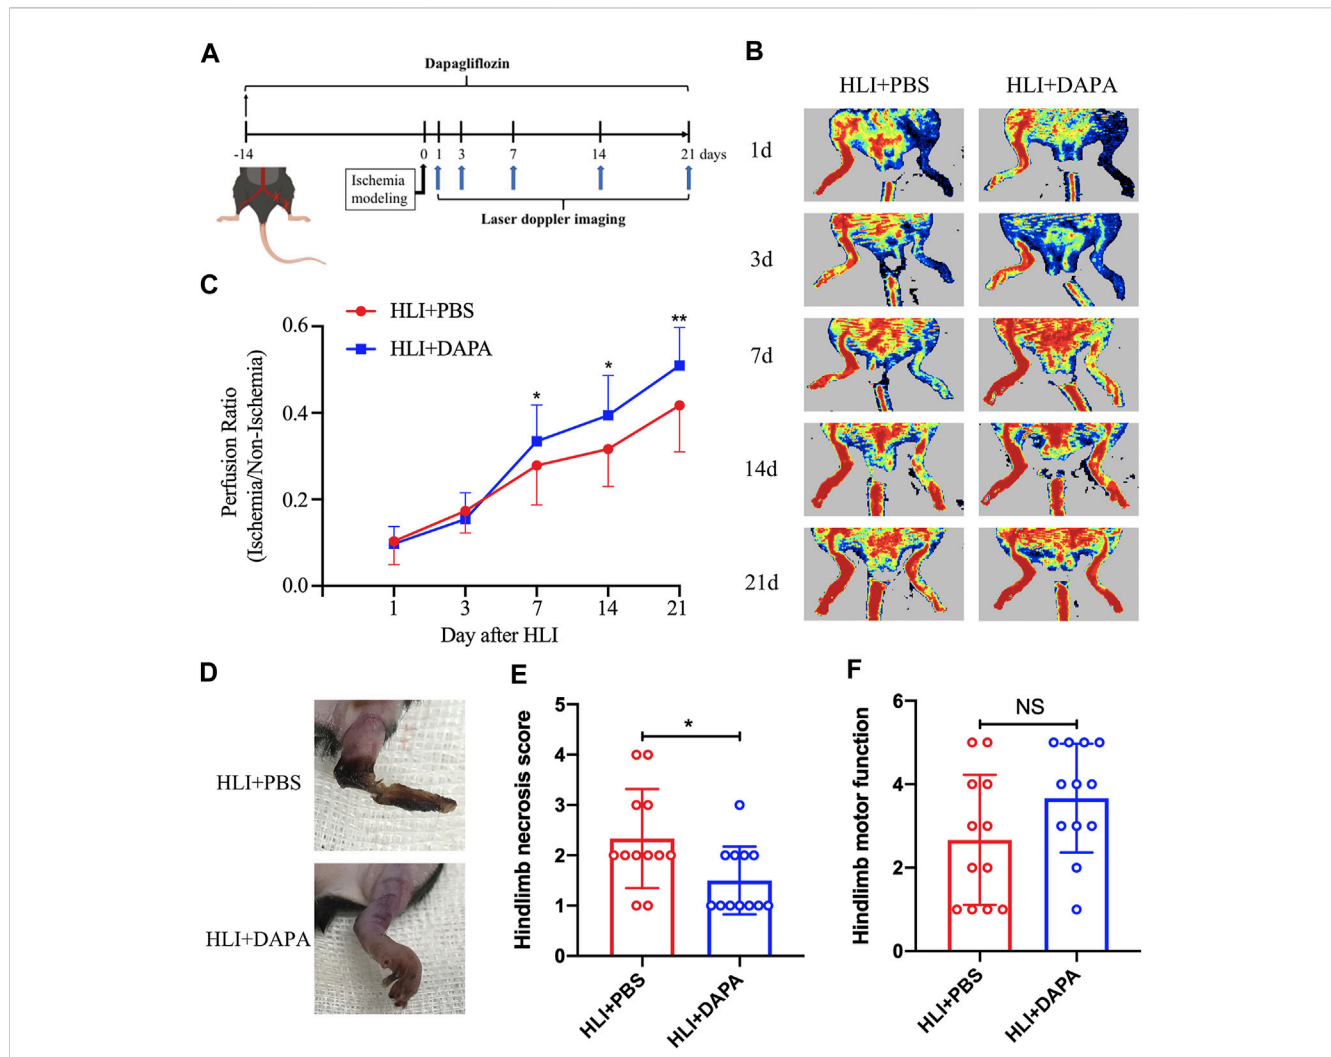 A
Dapagliflozin
-14
0
1
3
7
14
21 days
Ischemia
modeling
Laser doppler imaging
B
HLI+PBS
HLI+DAPA
1d
3d
7d
14d
21d
C
HLI+PBS
HLI+DAPA
Perfusion Ratio
(Ischemia/Non-Ischemia)
0.6
0.4
0.2
0.0
*
*
**
1
3
7
14
21
Day after HLI
D
HLI+PBS
HLI+DAPA
E
Hindlimb necrosis score
5
4
3
2
1
0
*
HLI+PBS
HLI+DAPA
F
Hindlimb motor function
6
4
2
0
NS
HLI+PBS
HLI+DAPA